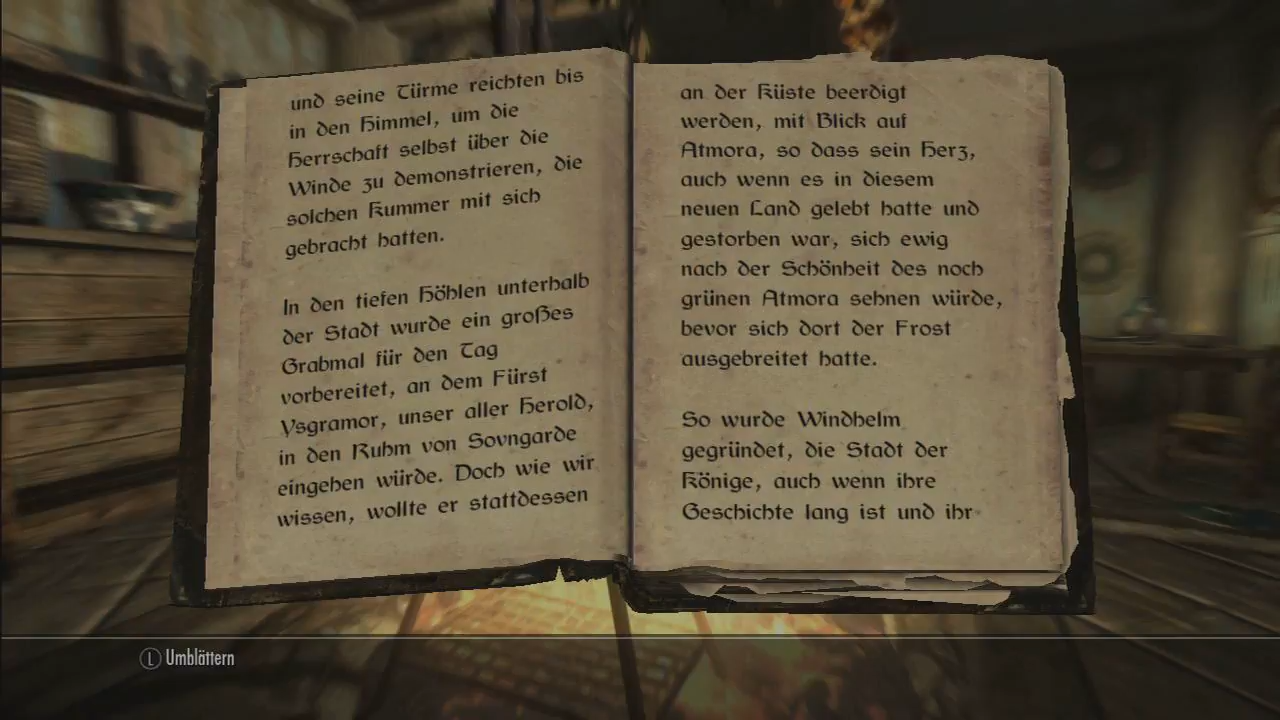 und seine Türme reichten bis
in den Himmel, um die
Herrschaft selbst über die
Winde zu demonstrieren, die
solchen Kummer mit sich
gebracht hatten.
In den tiefen Höhlen unterhalb
der Stadt wurde ein großes
Grabmal für den Tag
vorbereitet, an dem Fürst
Ysgramor, unser aller Herold,
in den Ruhm von Sovngarde
eingehen würde. Doch wie wir
wissen, wollte er stattdessen
an der Küste beerdigt
werden, mit Blick auf
Atmora, so dass sein Herz,
auch wenn es in diesem
neuen Land gelebt hatte und
gestorben war, sich ewig
nach der Schönheit des noch
grünen Atmora sehnen würde,
bevor sich dort der Frost
ausgebreitet hatte.
So wurde Windhelm
gegründet, die Stadt der
Könige, auch wenn ihre
Geschichte lang ist und ihr
L Umblättern